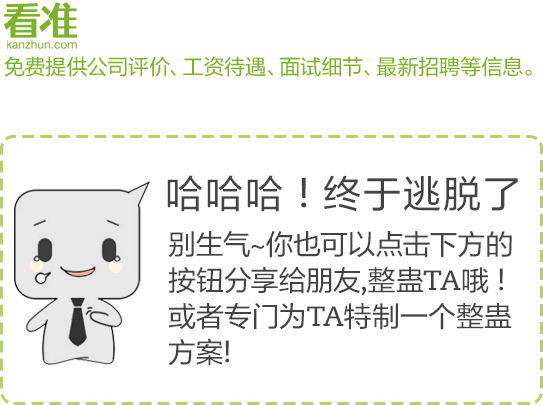 看准
kanzhun.com
免费提供公司评价、工资待遇、面试细节、最新招聘等信息。
哈哈哈！终于逃脱了
别生气~你也可以点击下方的
按钮分享给朋友,整蛊TA哦！
或者专门为TA特制一个整蛊
方案!